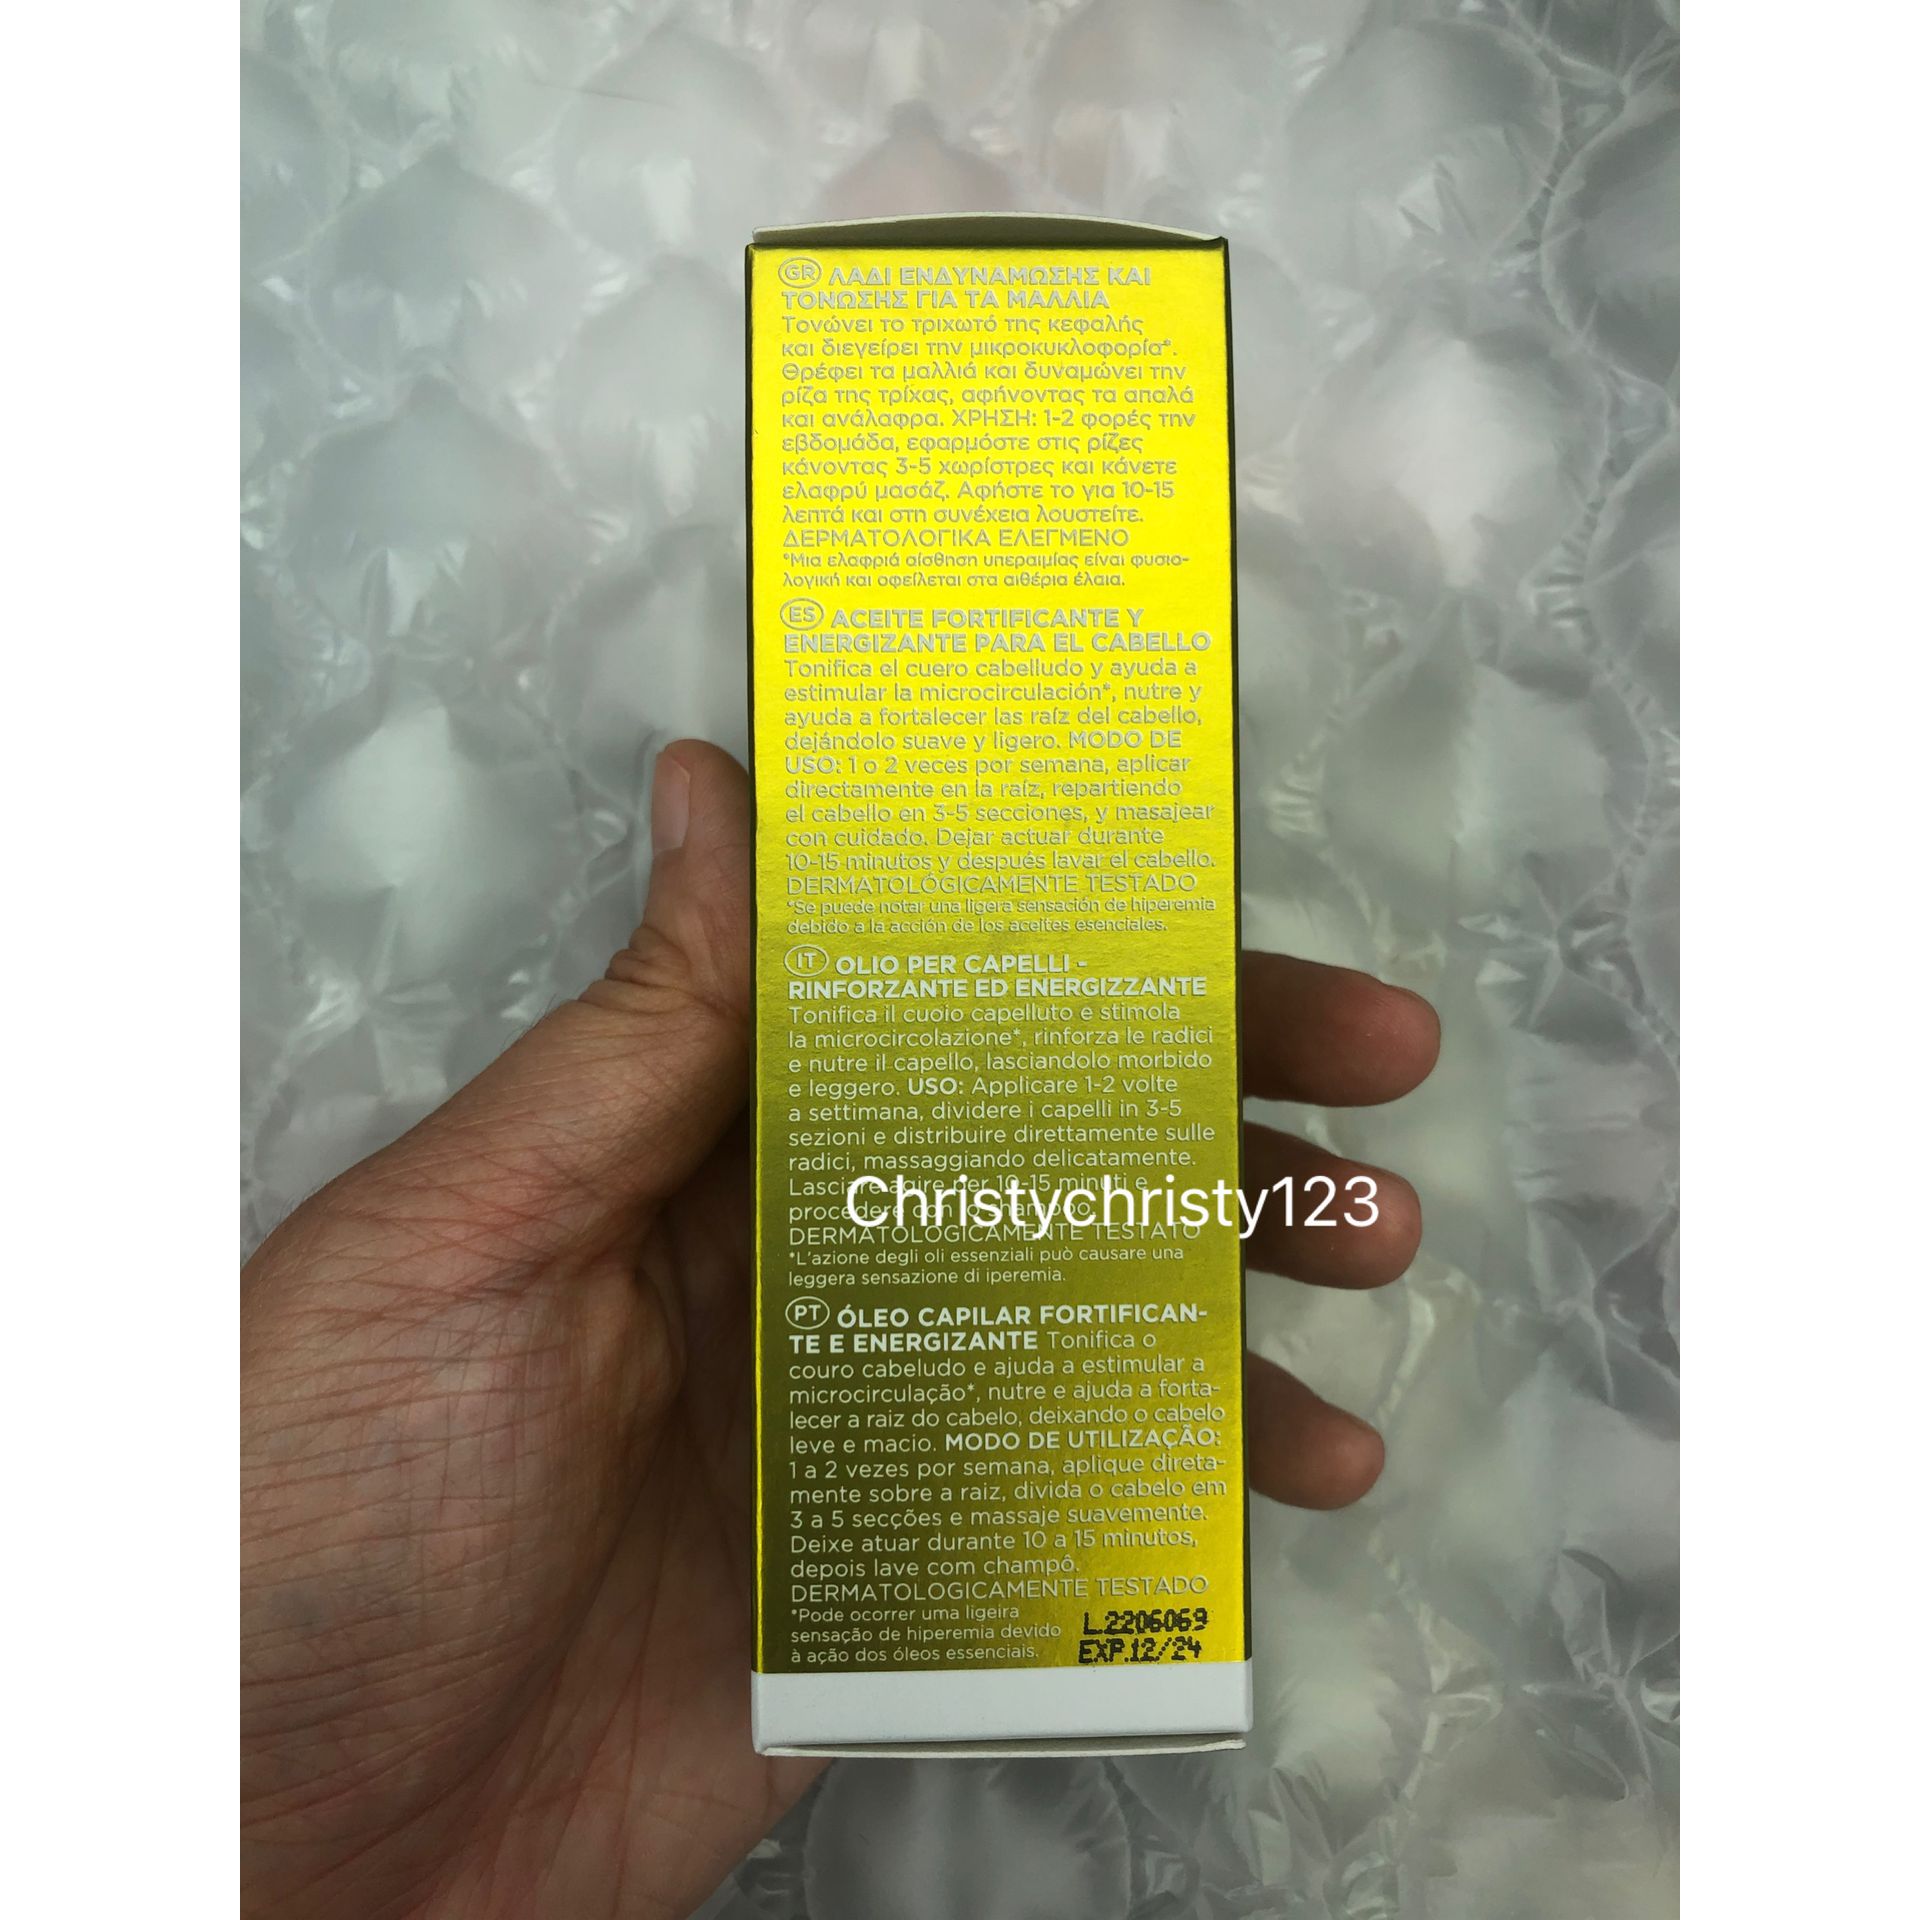 GR ΛΑΔΙ ΕΝΔΥΝΑΜΩΣΗΣ ΚΑΙ
ΤΟΝΩΣΗΣ ΓΙΑ ΤΑ ΜΑΛΛΙΑ
Τονώνει το τριχωτό της κεφαλής
και διεγείρει την μικροκυκλοφορία*.
Θρέφει τα μαλλιά και δυναμώνει την
ρίζα της τρίχας, αφήνοντας τα απαλά
και ανάλαφρα. ΧΡΗΣΗ: 1-2 φορές την
εβδομάδα, εφαρμόστε στις ρίζες
κάνοντας 3-5 χωρίστρες και κάνετε
ελαφρύ μασάζ. Αφήστε το για 10-15
λεπτά και στη συνέχεια λουστείτε.
ΔΕΡΜΑΤΟΛΟΓΙΚΑ ΕΛΕΓΜΕΝΟ
*Μια ελαφριά αίσθηση υπεραιμίας είναι φυσιο-
λογική και οφείλεται στα αιθέρια έλαια.
ES ACEITE FORTIFICANTE Y
ENERGIZANTE PARA EL CABELLO
Tonifica el cuero cabelludo y ayuda a
estimular la microcirculación*, nutre y
ayuda a fortalecer las raíz del cabello,
dejándolo suave y ligero. MODO DE
USO: 1 o 2 veces por semana, aplicar
directamente en la raíz, repartiendo
el cabello en 3-5 secciones, y masajear
con cuidado. Dejar actuar durante
10-15 minutos y después lavar el cabello.
DERMATOLÓGICAMENTE TESTADO
*Se puede notar una ligera sensación de hiperemia
debido a la acción de los aceites esenciales.
IT OLIO PER CAPELLI -
RINFORZANTE ED ENERGIZZANTE
Tonifica il cuoio capelluto e stimola
la microcircolazione*, rinforza le radici
e nutre il capello, lasciandolo morbido
e leggero. USO: Applicare 1-2 volte
a settimana, dividere i capelli in 3-5
sezioni e distribuire direttamente sulle
radici, massaggiando delicatamente.
Lasciare agire per 10-15 minuti e
procedere con lo shampoo.
Christychristy123
DERMATOLOGICAMENTE TESTATO
*L'azione degli oli essenziali può causare una
leggera sensazione di iperemia.
PT ÓLEO CAPILAR FORTIFICAN-
TE E ENERGIZANTE Tonifica o
couro cabeludo e ajuda a estimular a
microcirculação*, nutre e ajuda a forta-
lecer a raiz do cabelo, deixando o cabelo
leve e macio. MODO DE UTILIZAÇÃO:
1 a 2 vezes por semana, aplique direta-
mente sobre a raiz, divida o cabelo em
3 a 5 secções e massaje suavemente.
Deixe atuar durante 10 a 15 minutos,
depois lave com champô.
DERMATOLOGICAMENTE TESTADO
*Pode ocorrer uma ligeira
sensação de hiperemia devido
à ação dos óleos essenciais.
L.2206069
EXP.12/24